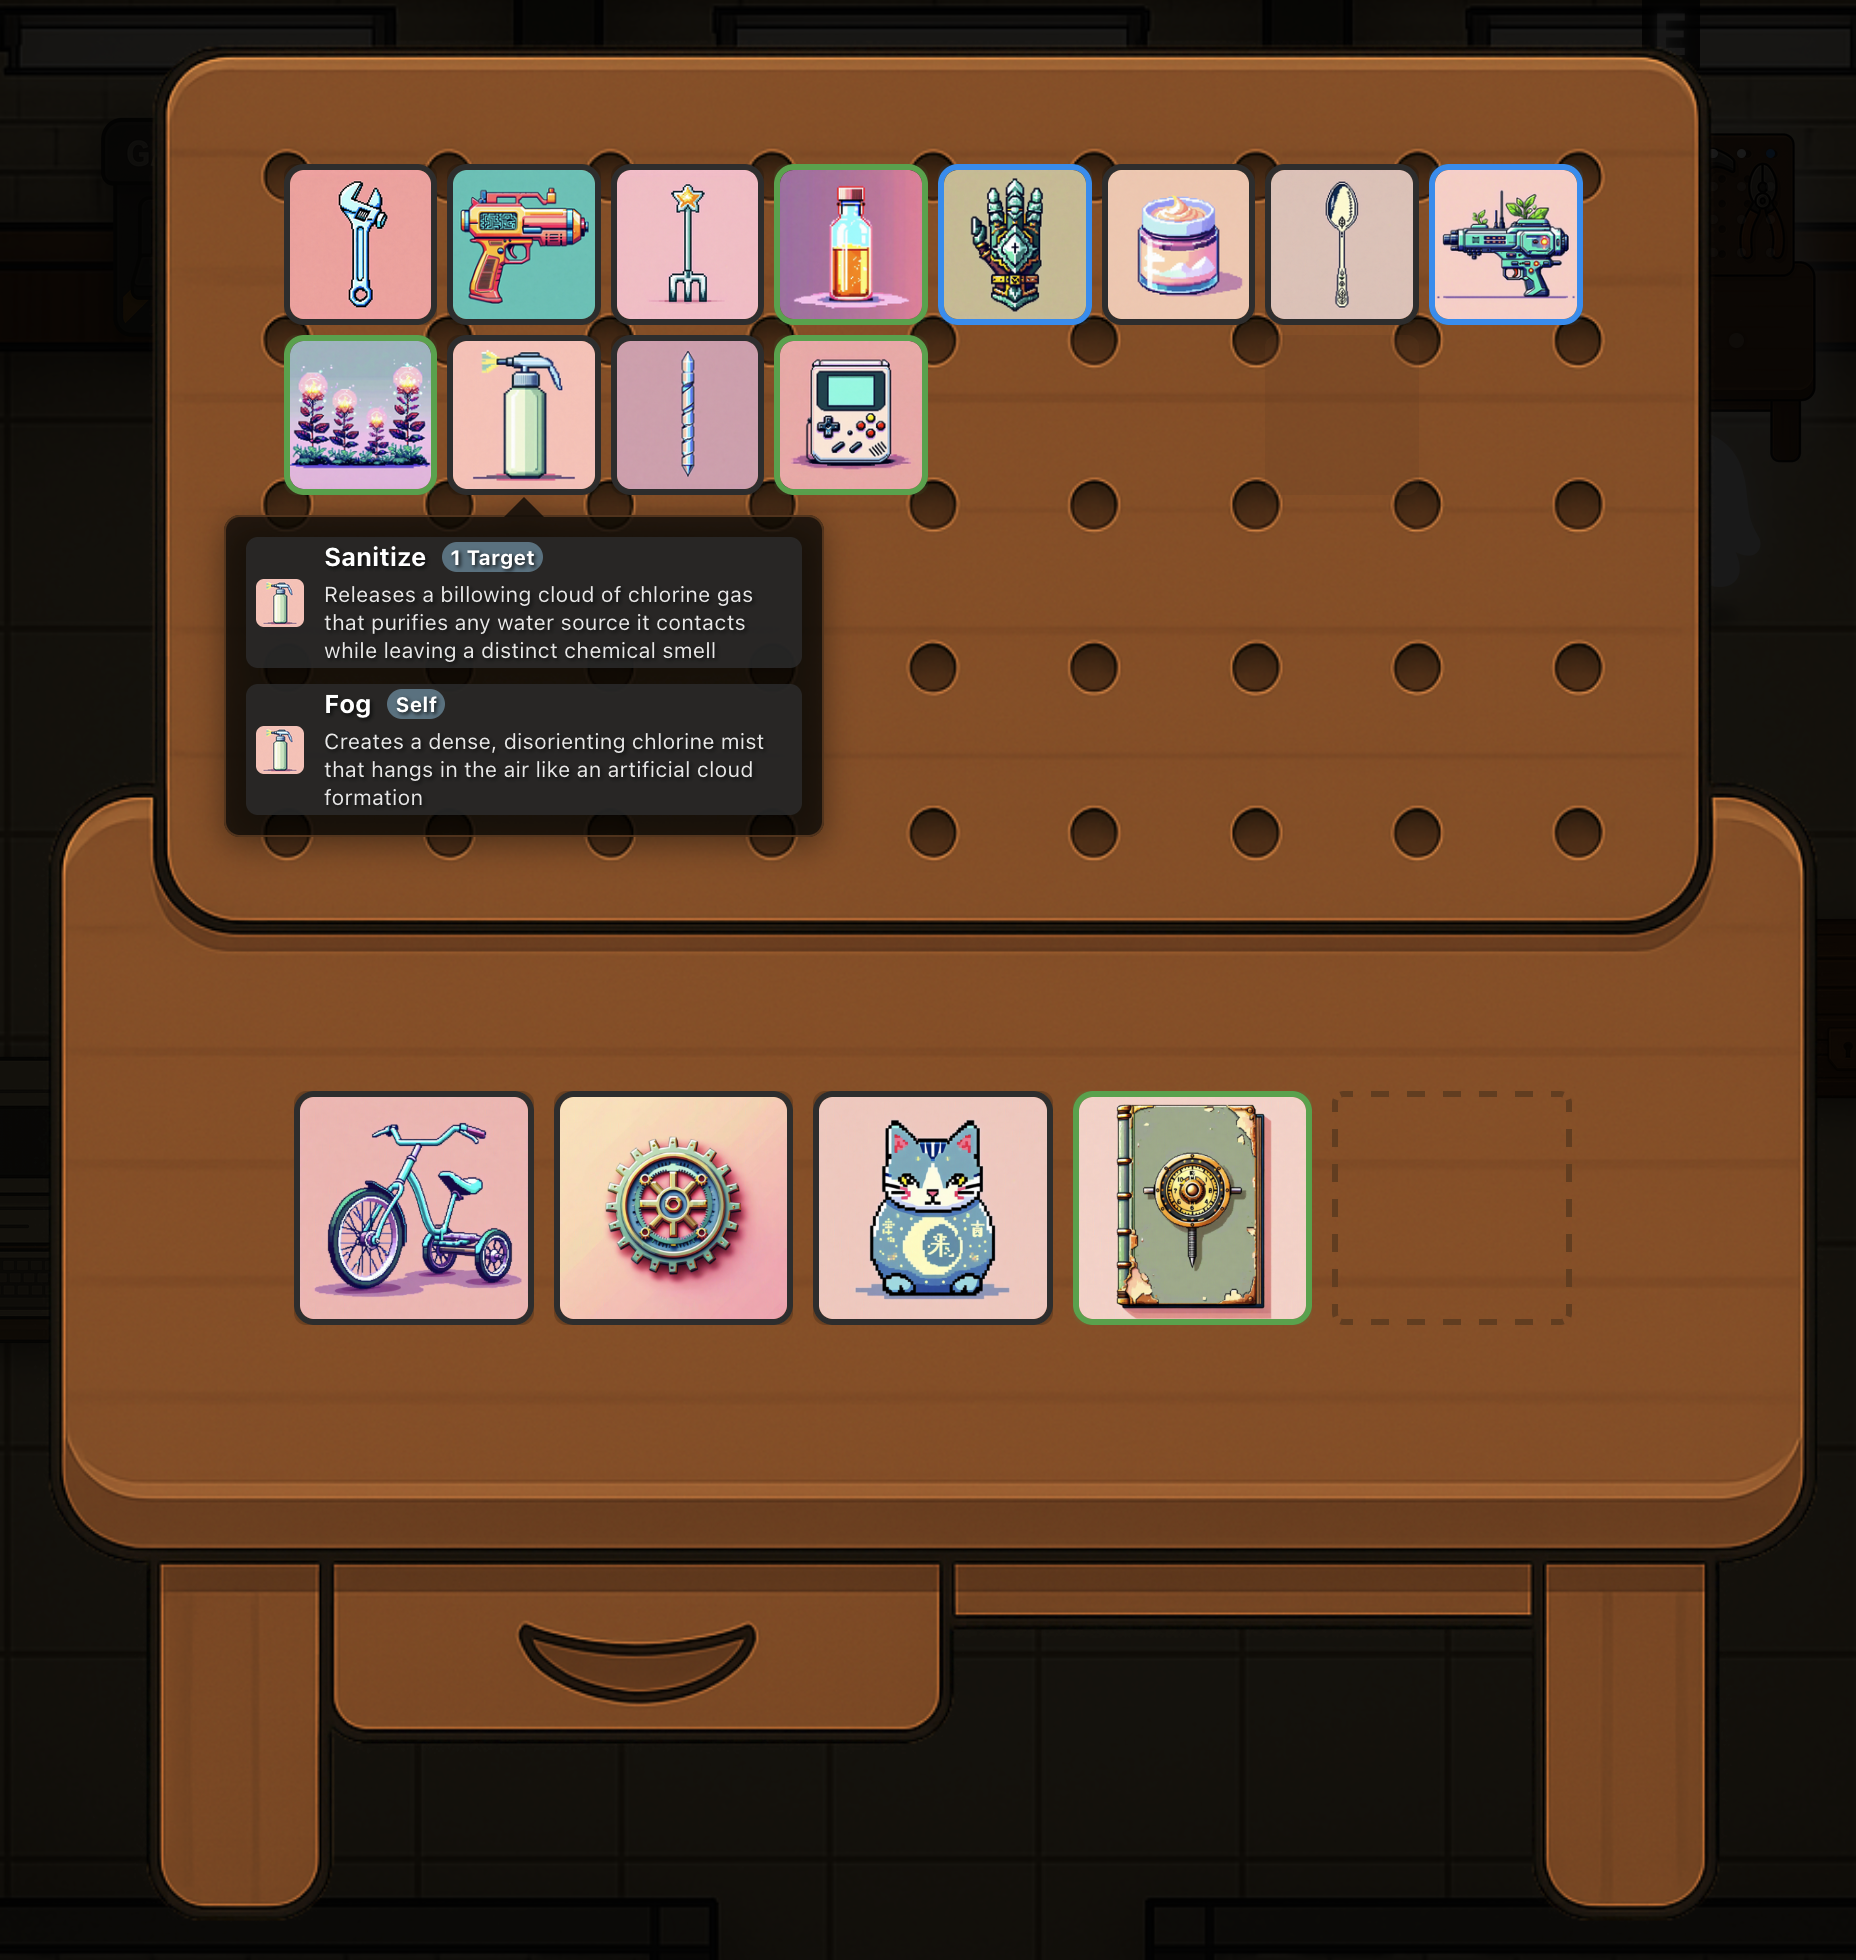 Sanitize 1 Target
Releases a billowing cloud of chlorine gas
that purifies any water source it contacts
while leaving a distinct chemical smell
Fog Self
Creates a dense, disorienting chlorine mist
that hangs in the air like an artificial cloud
formation